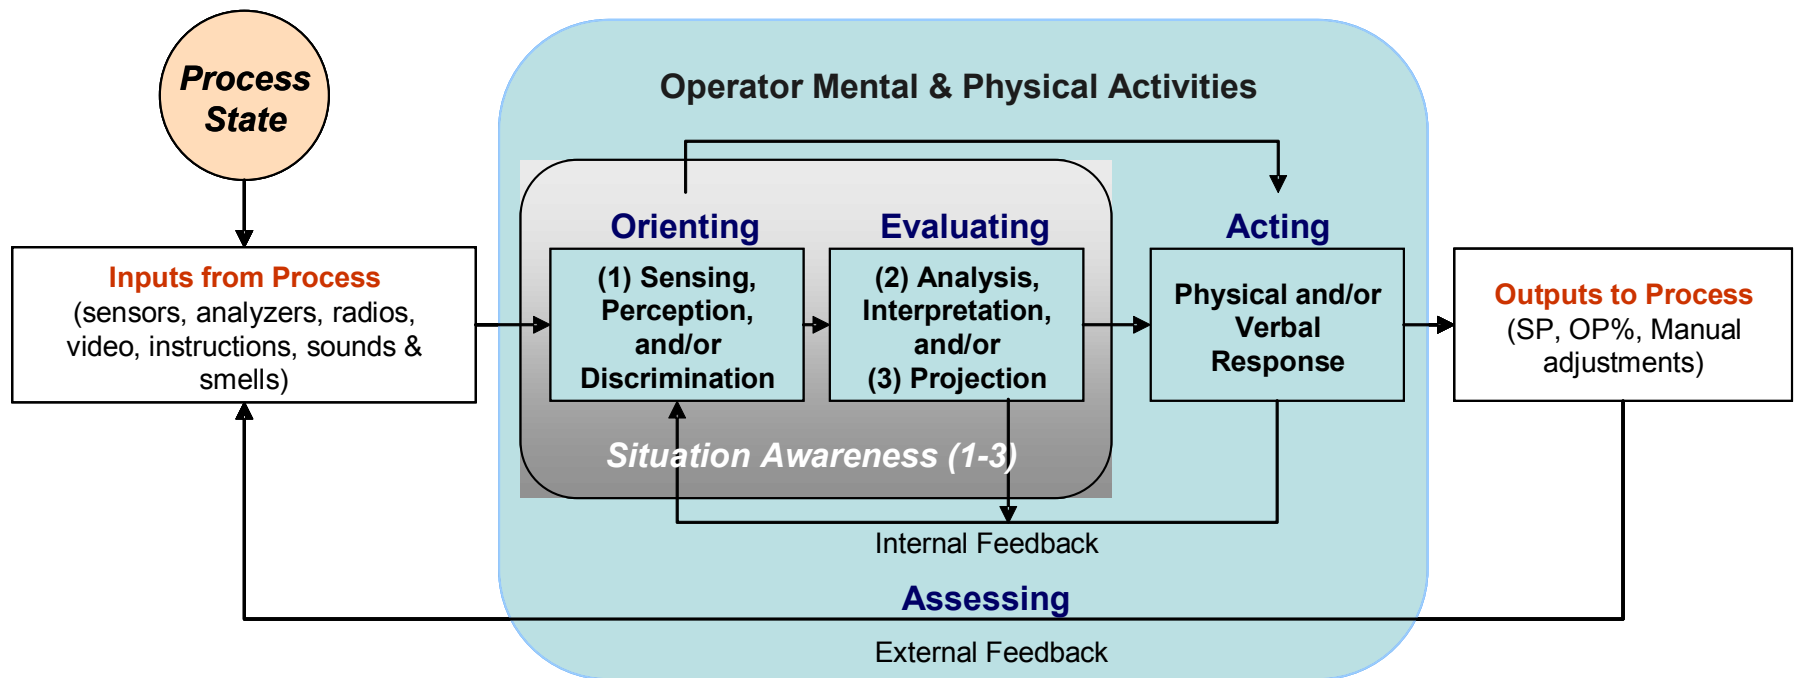 Process
State
Operator Mental & Physical Activities
Orienting
Evaluating
Acting
Inputs from Process
(sensors, analyzers, radios,
video, instructions, sounds &
smells)
(1) Sensing,
Perception,
and/or
Discrimination
(2) Analysis,
Interpretation,
and/or
(3) Projection
Physical and/or
Verbal
Response
Outputs to Process
(SP, OP%, Manual
adjustments)
Situation Awareness (1-3)
Internal Feedback
Assessing
External Feedback